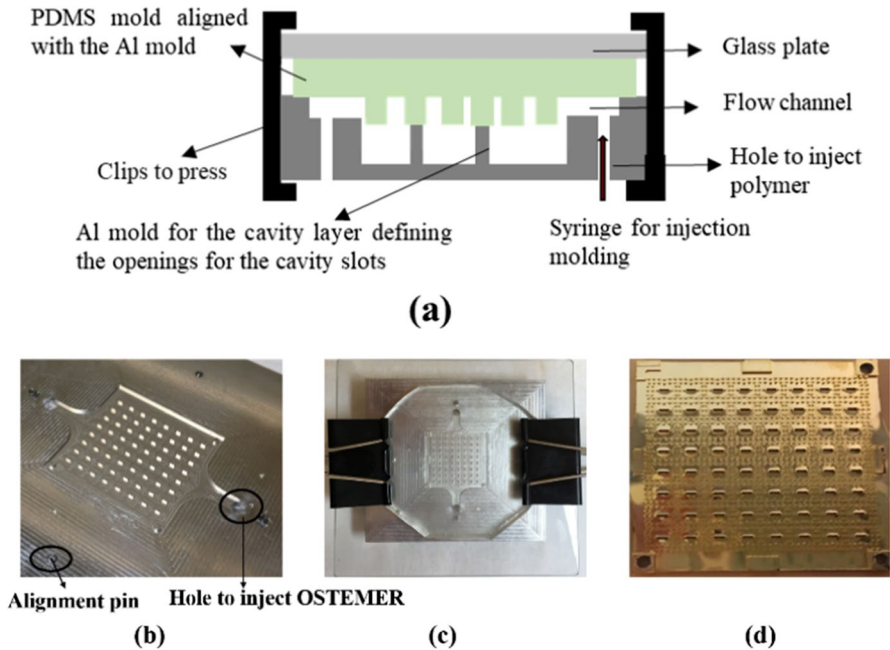 PDMS mold aligned
with the Al mold
Glass plate
Flow channel
Clips to press
Hole to inject
polymer
Al mold for the cavity layer defining
the openings for the cavity slots
Syringe for injection
molding
(a)
Alignment pin
Hole to inject OSTEMER
(b)
(c)
(d)